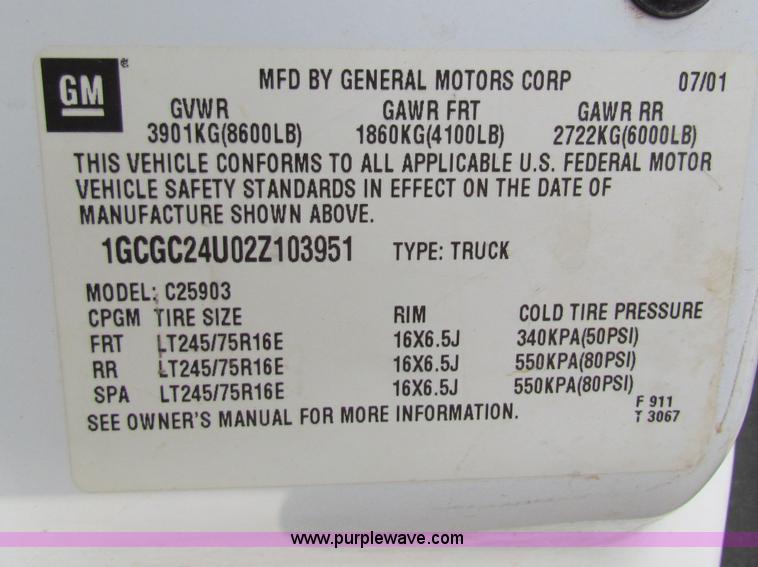 GM
MFD BY GENERAL MOTORS CORP 07/01
GVWR GAWR FRT GAWR RR
3901KG(8600LB) 1860KG(4100LB) 2722KG(6000LB)
THIS VEHICLE CONFORMS TO ALL APPLICABLE U.S. FEDERAL MOTOR
VEHICLE SAFETY STANDARDS IN EFFECT ON THE DATE OF
MANUFACTURE SHOWN ABOVE.
1GCGC24U02Z103951 TYPE: TRUCK
MODEL: C25903
CPGM TIRE SIZE RIM COLD TIRE PRESSURE
FRT LT245/75R16E 16X6.5J 340KPA(50PSI)
RR LT245/75R16E 16X6.5J 550KPA(80PSI)
SPA LT245/75R16E 16X6.5J 550KPA(80PSI)
SEE OWNER'S MANUAL FOR MORE INFORMATION.
F 911
T 3067
www.purplewave.com